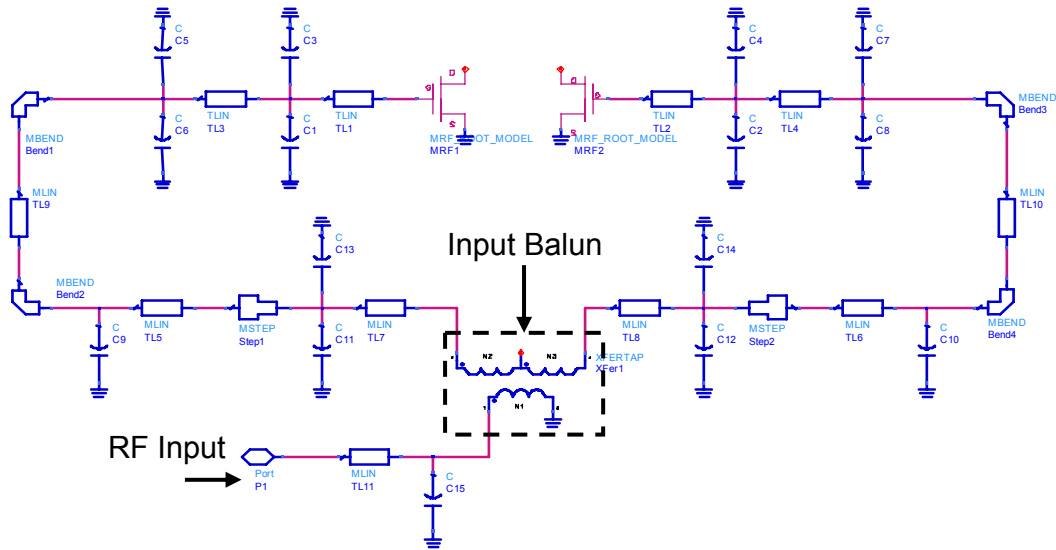 C
C5
C
C3
C
C4
C
C7
MBEND
Bend1
C
C6
TLIN
TL3
C
C1
TLIN
TL1
G
D
S
MRF_ROOT_MODEL
MRF1
D
G
S
MRF_ROOT_MODEL
MRF2
TLIN
TL2
C
C2
TLIN
TL4
C
C8
MBEND
Bend3
MLIN
TL9
MLIN
TL10
Input Balun
C
C13
C
C14
MBEND
Bend2
C
C9
MLIN
TL5
MSTEP
Step1
C
C11
MLIN
TL7
N2
N3
XFERTAP
XFer1
N1
MLIN
TL8
C
C12
MSTEP
Step2
MLIN
TL6
C
C10
MBEND
Bend4
RF Input
Port
P1
MLIN
TL11
C
C15